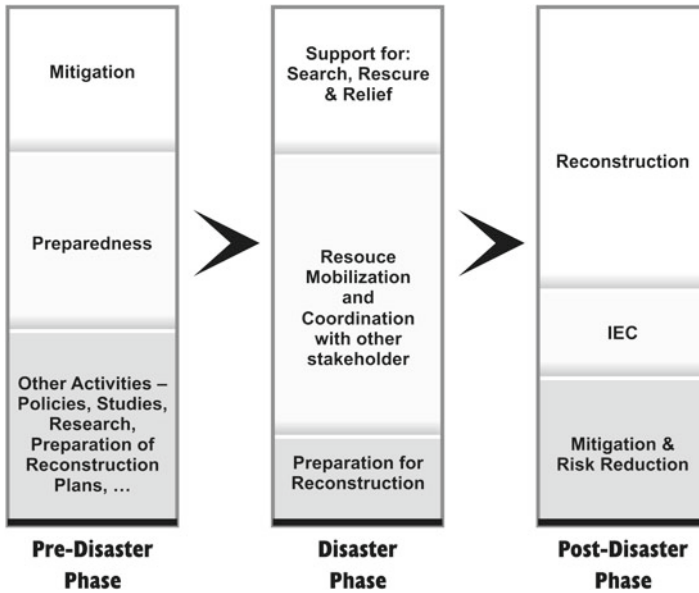 Mitigation
Preparedness
Other Activities –
Policies, Studies,
Research,
Preparation of
Reconstruction
Plans, ...
Pre-Disaster
Phase
Support for:
Search, Rescure
& Relief
Resouce
Mobilization
and
Coordination
with other
stakeholder
Preparation for
Reconstruction
Disaster
Phase
Reconstruction
IEC
Mitigation &
Risk Reduction
Post-Disaster
Phase